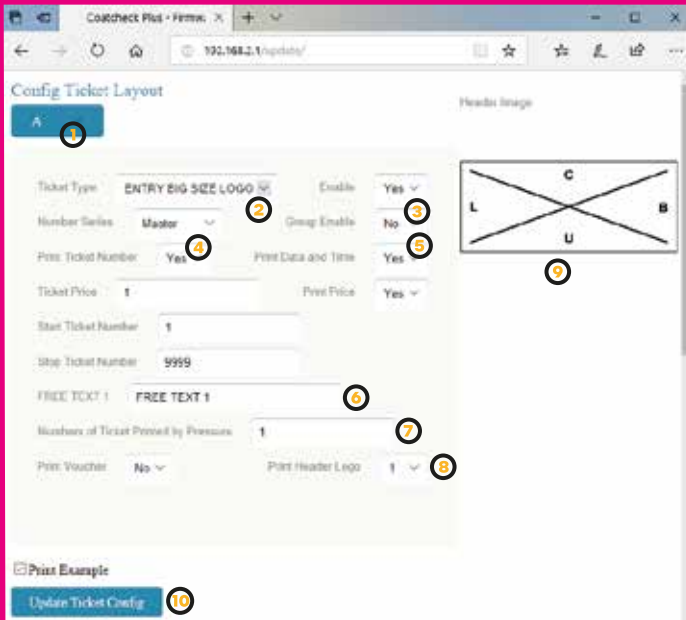 Coatcheck Plus - Firmwa
192.168.2.1/update/
Config Ticket Layout
Header Image
A
1
Ticket Type ENTRY BIG SIZE LOGO Enable Yes
2 3
Number Series Master Group Enable No
4 5
Print Ticket Number Yes Print Data and Time Yes
Ticket Price 1 Print Price Yes
Start Ticket Number 1
Stop Ticket Number 9999
FREE TEXT 1 FREE TEXT 1 6
Numbers of Ticket Printed by Pressure 1 7
Print Voucher No Print Header Logo 1 8
C
L B
U
9
Print Example
Update Ticket Config 10